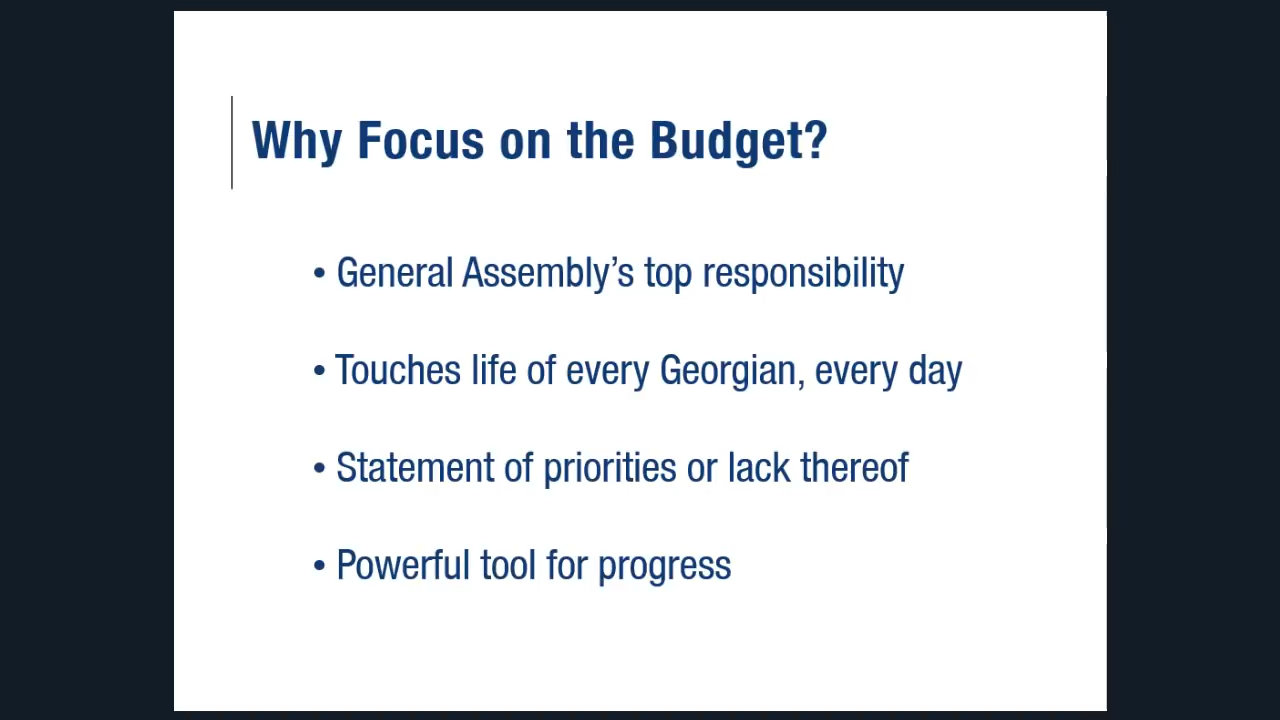 Why Focus on the Budget?
• General Assembly’s top responsibility
• Touches life of every Georgian, every day
• Statement of priorities or lack thereof
• Powerful tool for progress